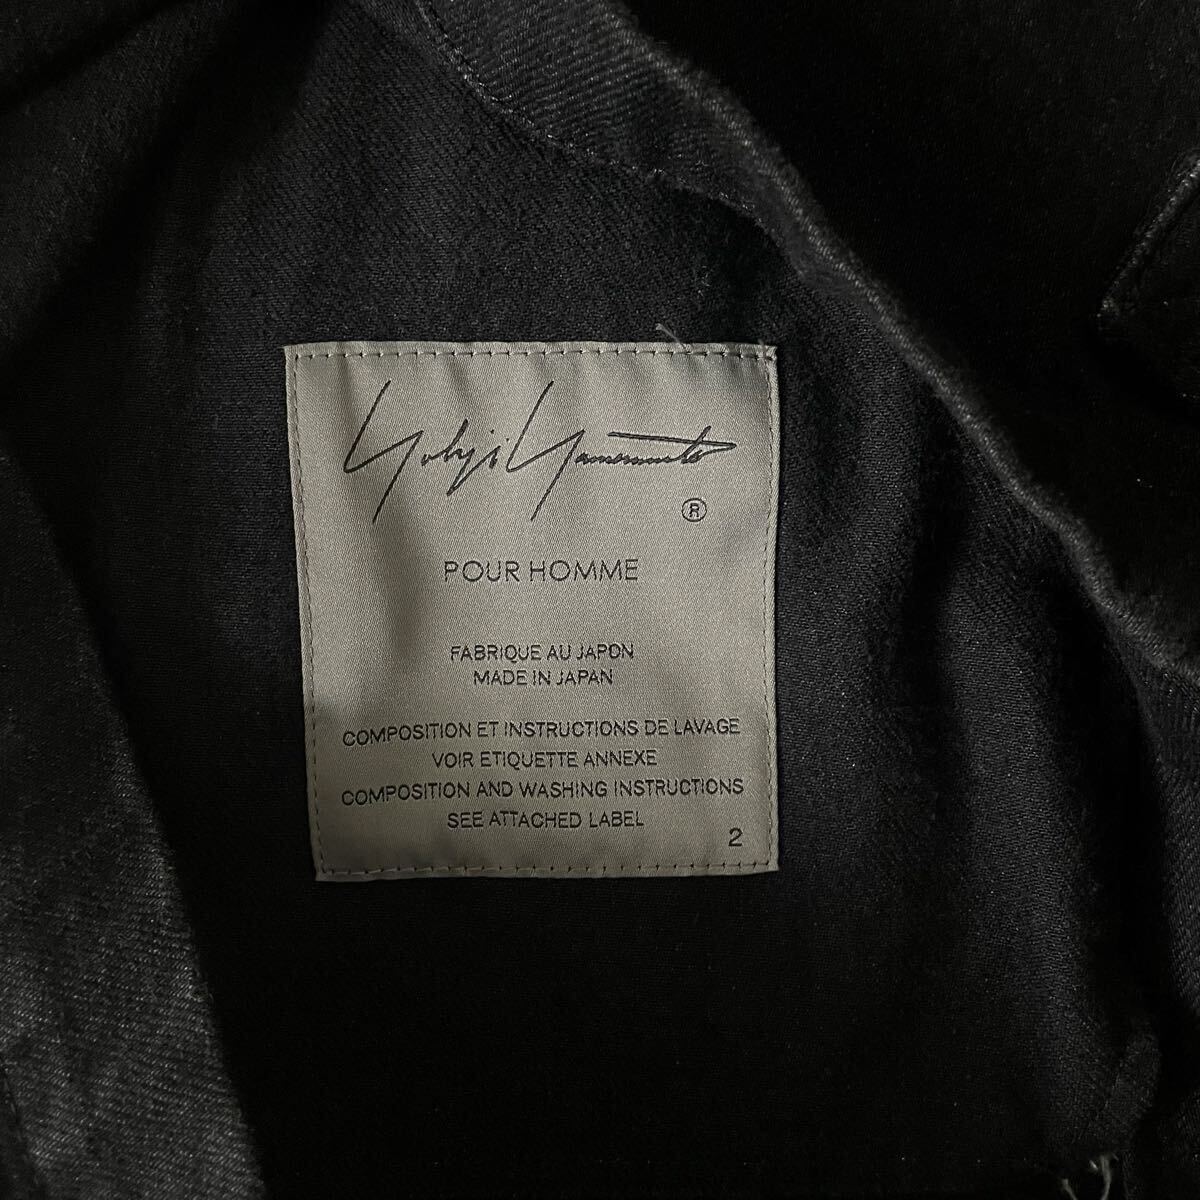 Yohji Yamamoto
®
POUR HOMME
FABRIQUE AU JAPON
MADE IN JAPAN
COMPOSITION ET INSTRUCTIONS DE LAVAGE
VOIR ETIQUETTE ANNEXE
COMPOSITION AND WASHING INSTRUCTIONS
SEE ATTACHED LABEL
2